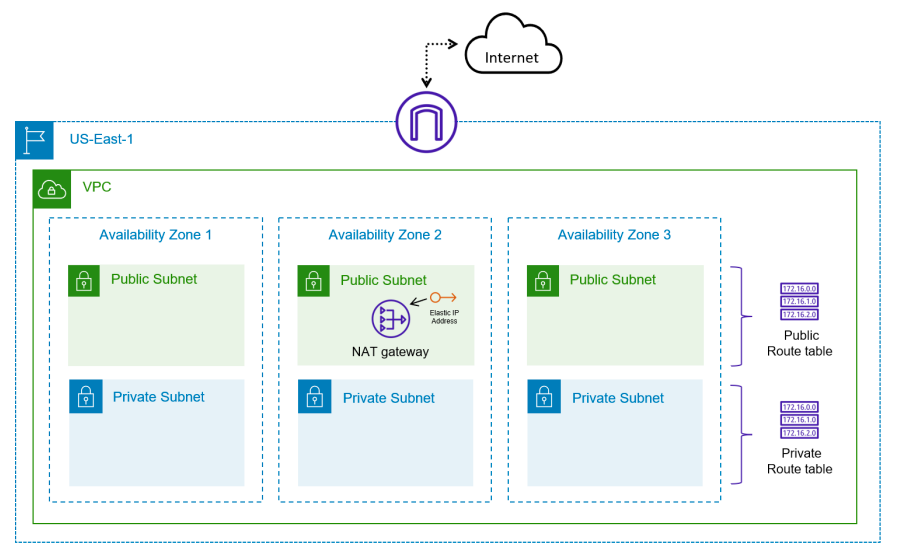 Internet
US-East-1
VPC
Availability Zone 1
Availability Zone 2
Availability Zone 3
Public Subnet
Public Subnet
Public Subnet
Elastic IP
Address
NAT gateway
172.16.0.0
172.16.1.0
172.16.2.0
Public
Route table
Private Subnet
Private Subnet
Private Subnet
172.16.0.0
172.16.1.0
172.16.2.0
Private
Route table